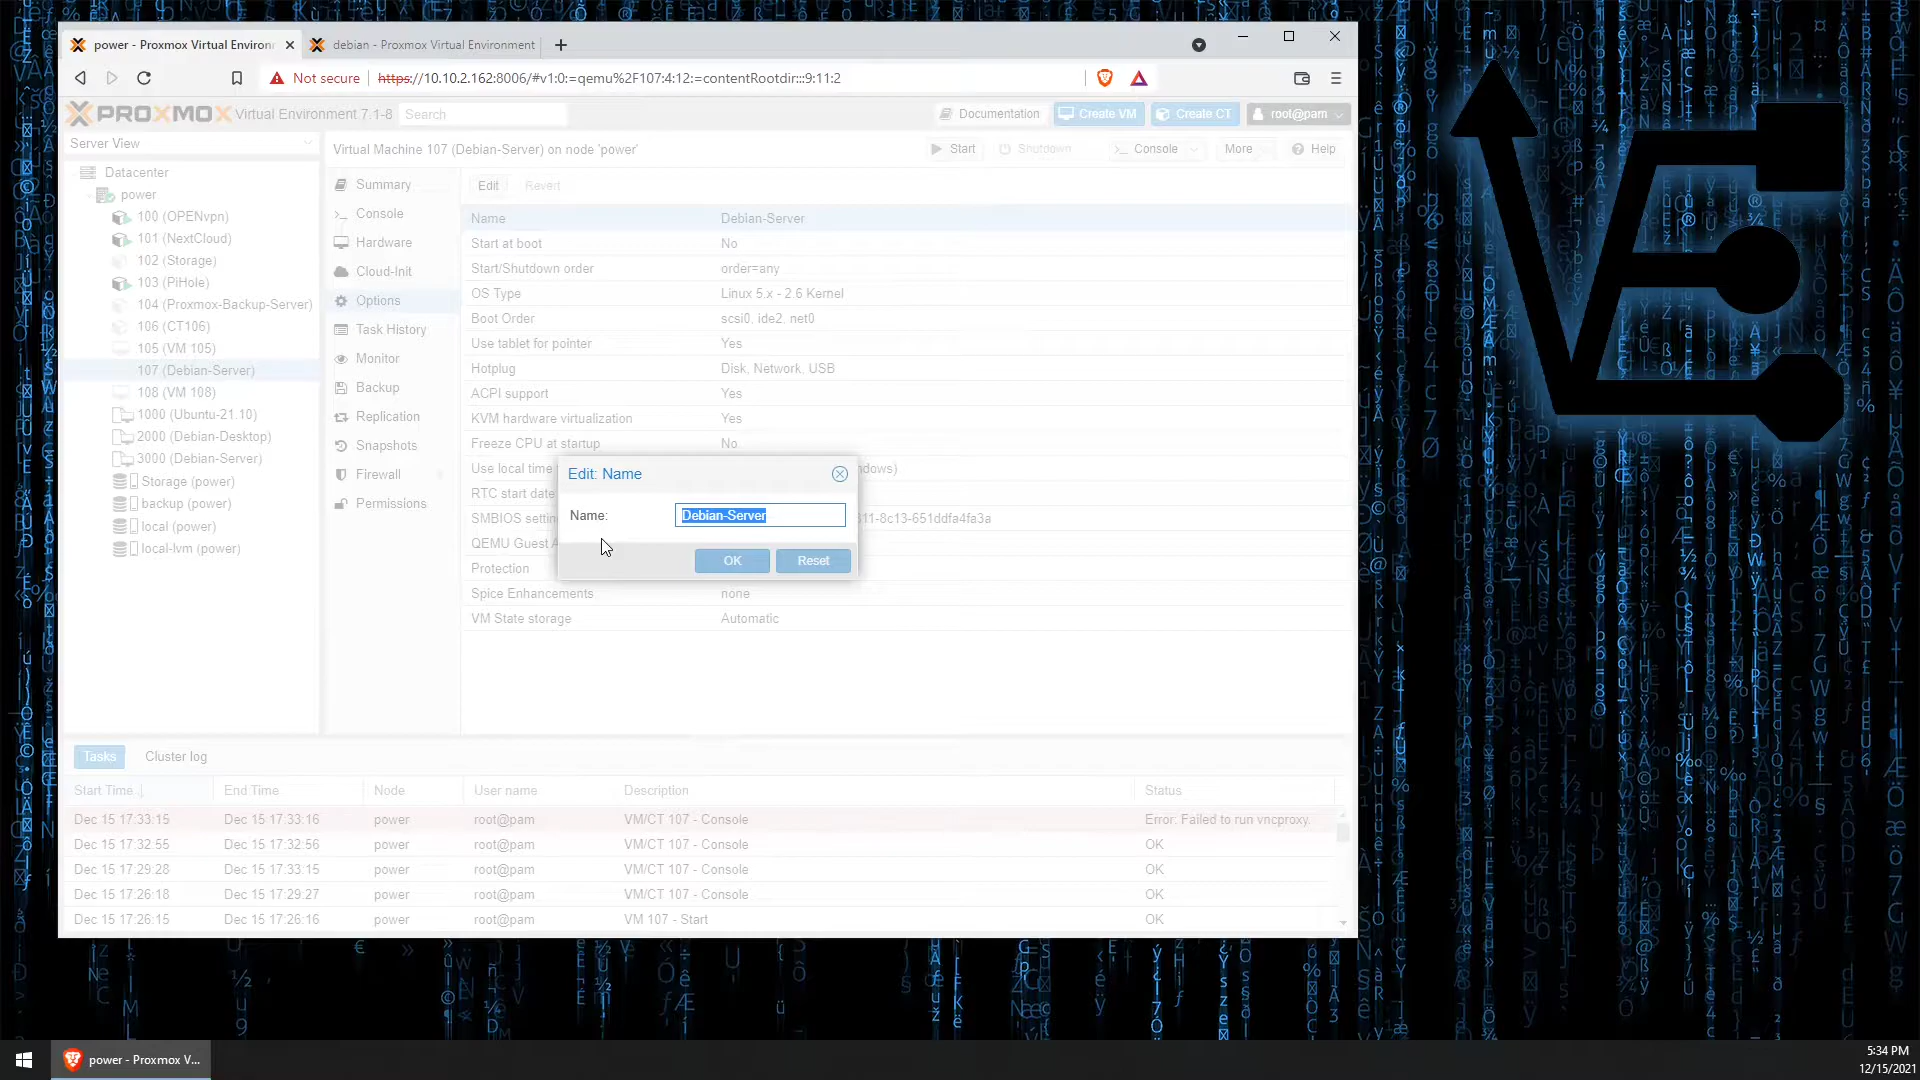 power - Proxmox Virtual Environ
debian - Proxmox Virtual Environment
Not secure
https://10.10.2.162:8006/#v1:0:=qemu%2F107:4:12:=contentRootdir:::9:11:2
PROXMOX Virtual Environment 7.1-8
Search
Documentation
Create VM
Create CT
root@pam
Server View
Virtual Machine 107 (Debian-Server) on node 'power'
Start
Shutdown
Console
More
Help
Datacenter
power
100 (OPENvpn)
101 (NextCloud)
102 (Storage)
103 (PiHole)
104 (Proxmox-Backup-Server)
106 (CT106)
105 (VM 105)
107 (Debian-Server)
108 (VM 108)
1000 (Ubuntu-21.10)
2000 (Debian-Desktop)
3000 (Debian-Server)
Storage (power)
backup (power)
local (power)
local-lvm (power)
Summary
Console
Hardware
Cloud-Init
Options
Task History
Monitor
Backup
Replication
Snapshots
Firewall
Permissions
Edit
Revert
Name Debian-Server
Start at boot No
Start/Shutdown order order=any
OS Type Linux 5.x - 2.6 Kernel
Boot Order scsi0, ide2, net0
Use tablet for pointer Yes
Hotplug Disk, Network, USB
ACPI support Yes
KVM hardware virtualization Yes
Freeze CPU at startup No
Use local time ndows)
RTC start date
SMBIOS settin 11-8c13-651ddfa4fa3a
QEMU Guest A
Protection
Spice Enhancements none
VM State storage Automatic
Edit: Name
Name: Debian-Server
OK
Reset
Tasks
Cluster log
Start Time End Time Node User name Description Status
Dec 15 17:33:15 Dec 15 17:33:16 power root@pam VM/CT 107 - Console Error: Failed to run vncproxy.
Dec 15 17:32:55 Dec 15 17:32:56 power root@pam VM/CT 107 - Console OK
Dec 15 17:29:28 Dec 15 17:33:15 power root@pam VM/CT 107 - Console OK
Dec 15 17:26:18 Dec 15 17:29:27 power root@pam VM/CT 107 - Console OK
Dec 15 17:26:15 Dec 15 17:26:16 power root@pam VM 107 - Start OK
power - Proxmox V...
5:34 PM
12/15/2021